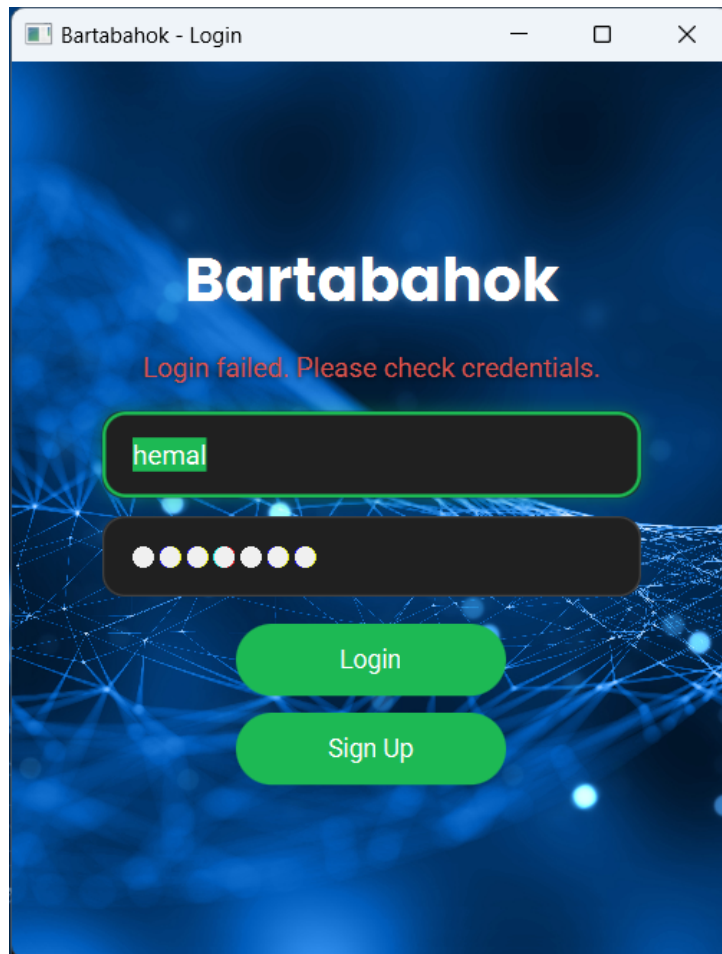 Bartabahok - Login
Bartabahok
Login failed. Please check credentials.
hemal
Login
Sign Up